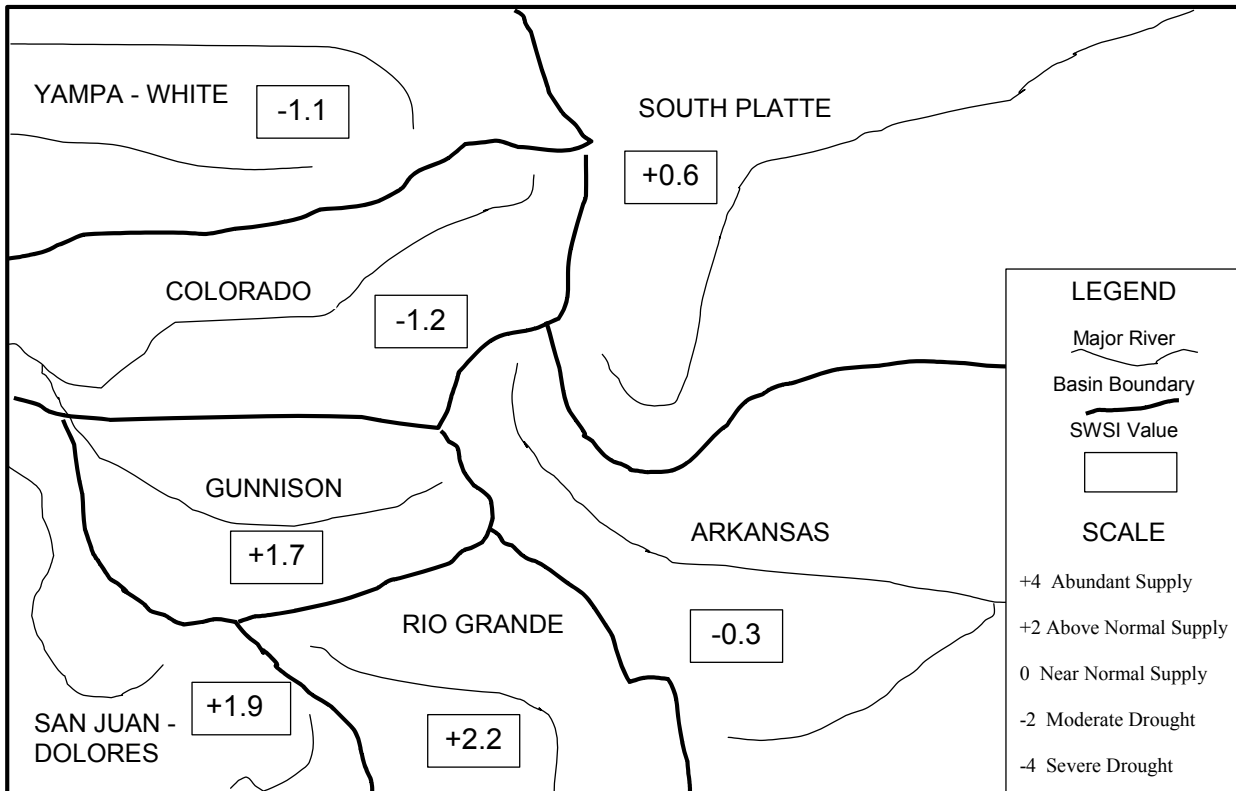 YAMPA - WHITE
-1.1
SOUTH PLATTE
+0.6
COLORADO
-1.2
GUNNISON
+1.7
ARKANSAS
-0.3
RIO GRANDE
+2.2
SAN JUAN -
DOLORES
+1.9
LEGEND
Major River
Basin Boundary
SWSI Value
SCALE
+4 Abundant Supply
+2 Above Normal Supply
0 Near Normal Supply
-2 Moderate Drought
-4 Severe Drought